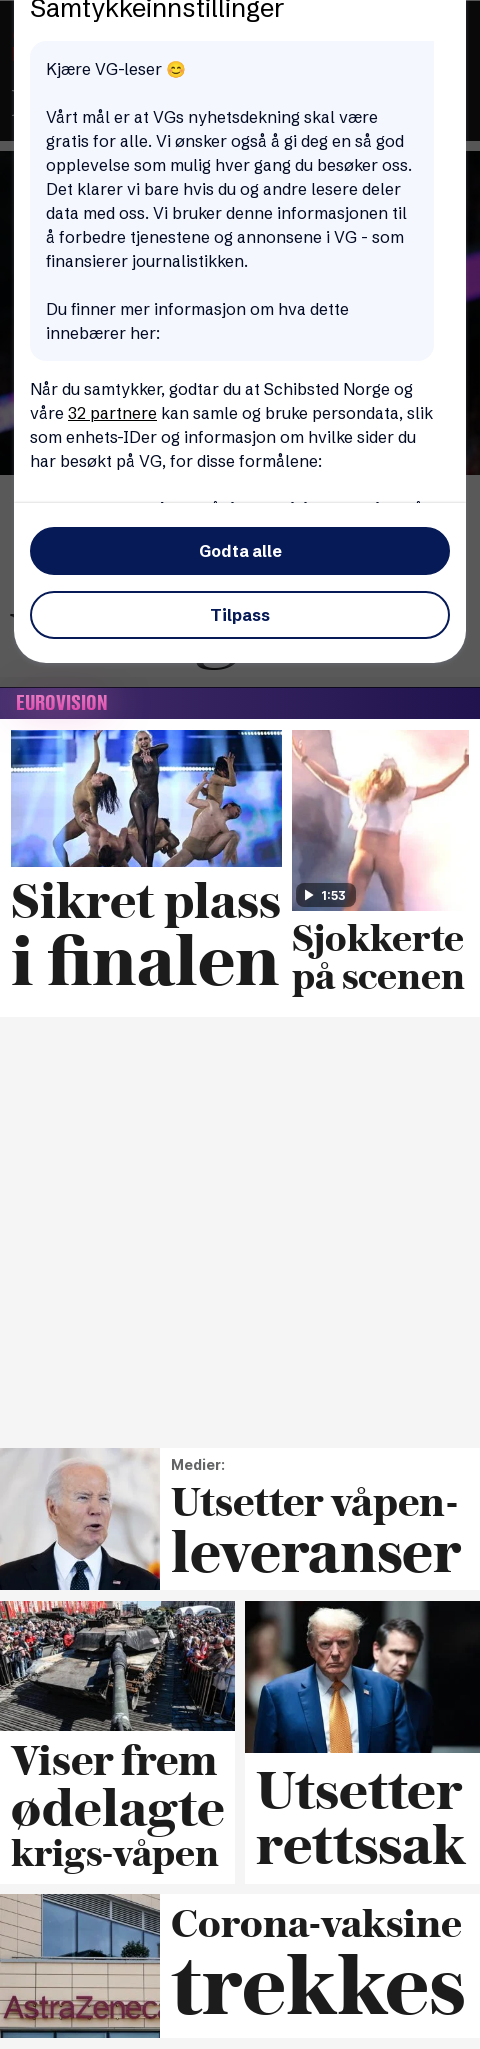 Samtykkeinnstillinger
Kjære VG-leser 😊
Vårt mål er at VGs nyhetsdekning skal være
gratis for alle. Vi ønsker også å gi deg en så god
opplevelse som mulig hver gang du besøker oss.
Det klarer vi bare hvis du og andre lesere deler
data med oss. Vi bruker denne informasjonen til
å forbedre tjenestene og annonsene i VG - som
finansierer journalistikken.
Du finner mer informasjon om hva dette
innebærer her:
Når du samtykker, godtar du at Schibsted Norge og
våre 32 partnere kan samle og bruke persondata, slik
som enhets-IDer og informasjon om hvilke sider du
har besøkt på VG, for disse formålene:
Godta alle
Tilpass
EUROVISION
Sikret plass
i finalen
1:53
Sjokkerte
på scenen
Medier:
Utsetter våpen-
leveranser
Viser frem
ødelagte
krigs-våpen
Utsetter
rettssak
AstraZenec
Corona-vaksine
trekkes